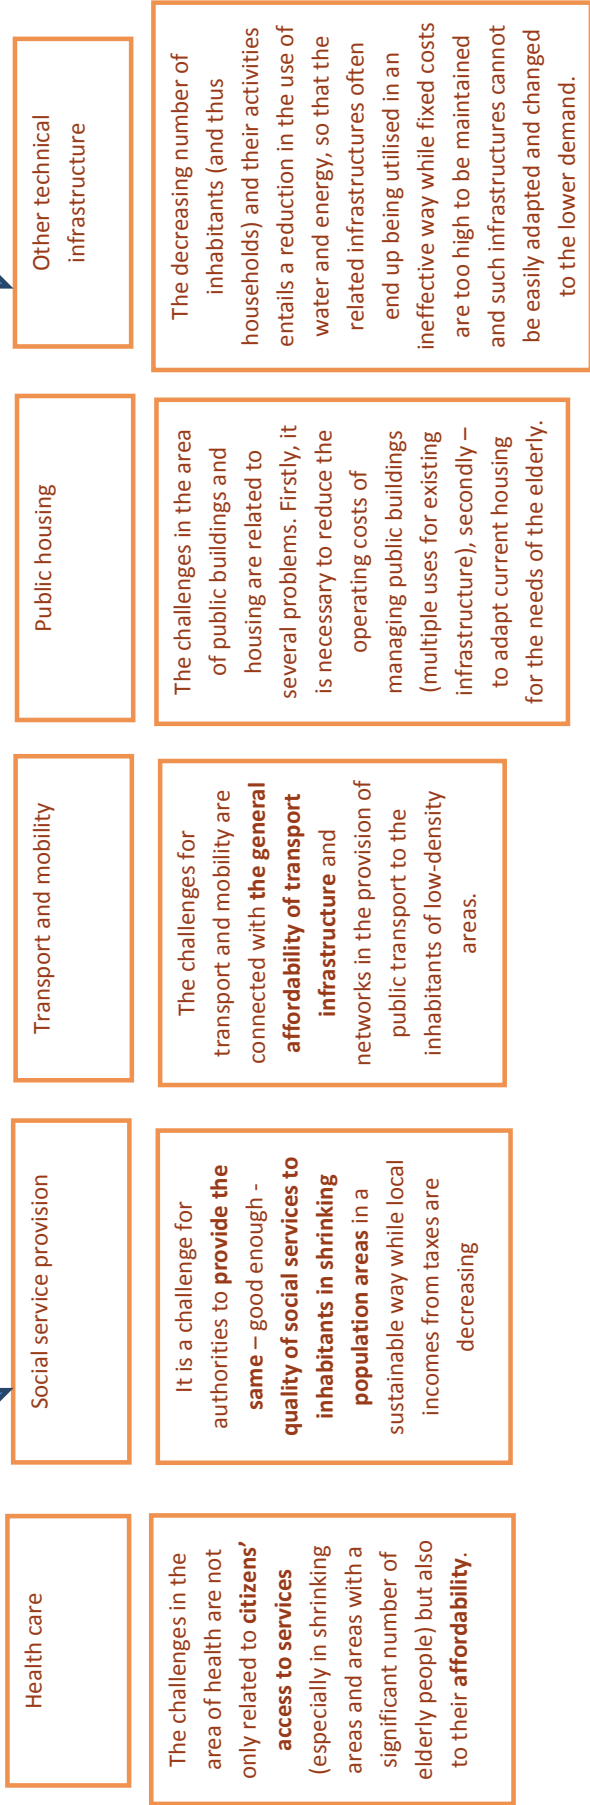 Health care
The challenges in the
area of health are not
only related to citizens’
access to services
(especially in shrinking
areas and areas with a
significant number of
elderly people) but also
to their affordability.
Social service provision
It is a challenge for
authorities to provide the
same – good enough -
quality of social services to
inhabitants in shrinking
population areas in a
sustainable way while local
incomes from taxes are
decreasing
Transport and mobility
The challenges for
transport and mobility are
connected with the general
affordability of transport
infrastructure and
networks in the provision of
public transport to the
inhabitants of low-density
areas.
Public housing
The challenges in the area
of public buildings and
housing are related to
several problems. Firstly, it
is necessary to reduce the
operating costs of
managing public buildings
(multiple uses for existing
infrastructure), secondly –
to adapt current housing
for the needs of the elderly.
Other technical
infrastructure
The decreasing number of
inhabitants (and thus
households) and their activities
entails a reduction in the use of
water and energy, so that the
related infrastructures often
end up being utilised in an
ineffective way while fixed costs
are too high to be maintained
and such infrastructures cannot
be easily adapted and changed
to the lower demand.